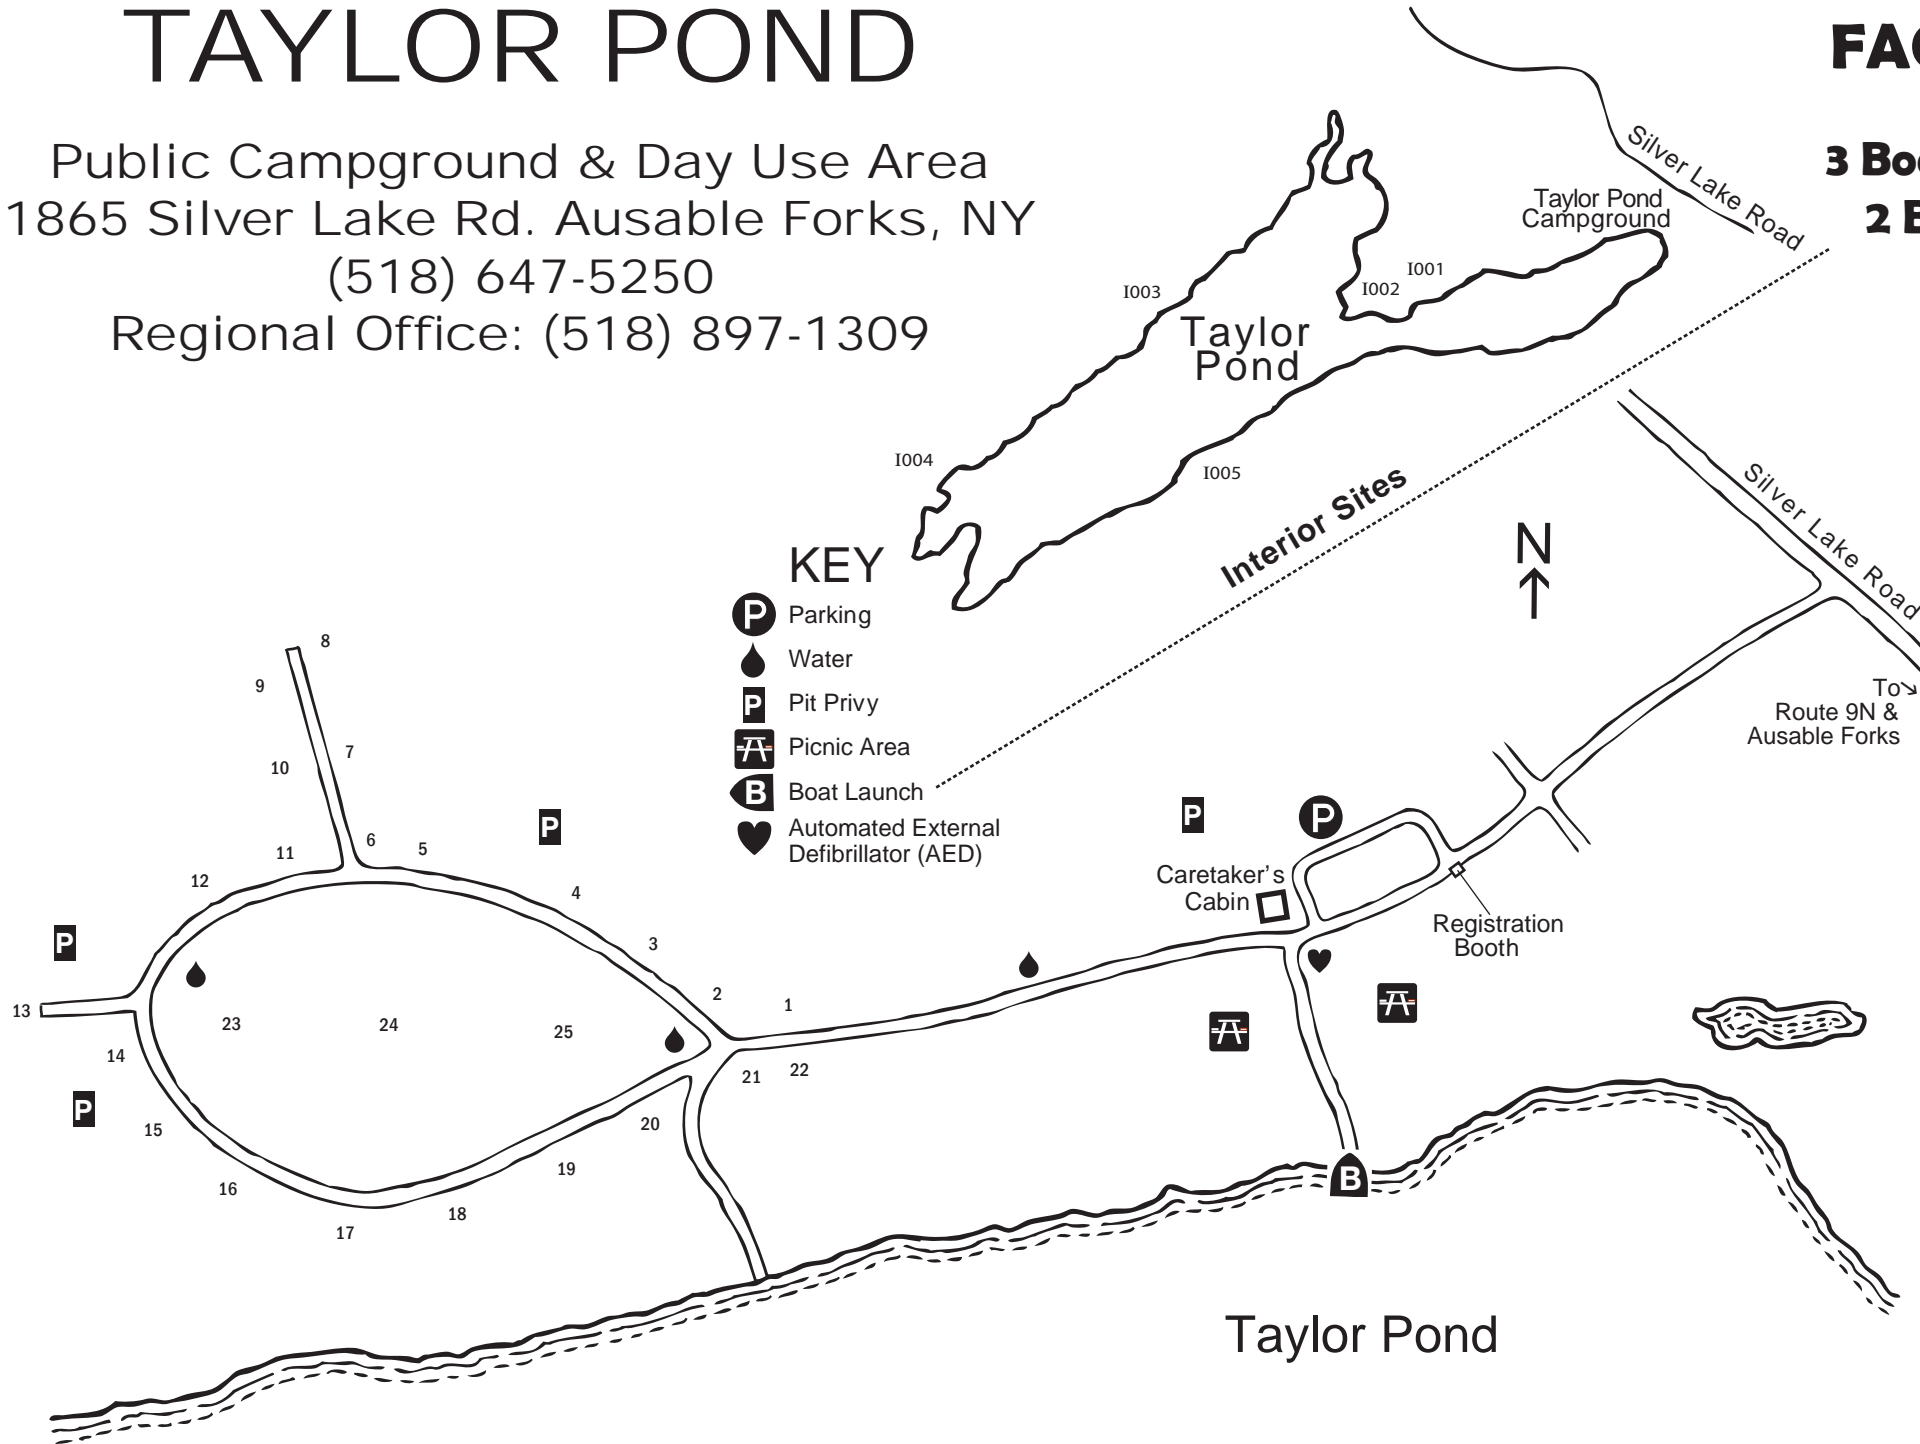 TAYLOR POND
Public Campground & Day Use Area
1865 Silver Lake Rd. Ausable Forks, NY
(518) 647-5250
Regional Office: (518) 897-1309
Silver Lake Road
Taylor Pond
Campground
I001
I002
I003
Taylor
Pond
I004
I005
Interior Sites
N
Silver Lake Road
To
Route 9N &
Ausable Forks
KEY
P Parking
Water
P Pit Privy
Picnic Area
B Boat Launch
Automated External
Defibrillator (AED)
8
9
7
10
6
5
11
12
4
3
2
1
13
23
24
25
14
21
22
15
20
19
16
18
17
P
P
P
P
P
Caretaker's
Cabin
Registration
Booth
B
Taylor Pond
3
2